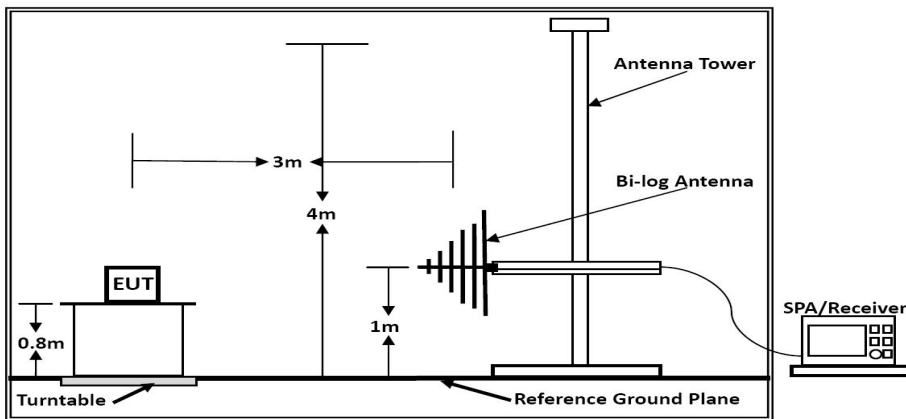 Antenna Tower
3m
Bi-log Antenna
4m
EUT
SPA/Receiver
0.8m
1m
Turntable
Reference Ground Plane